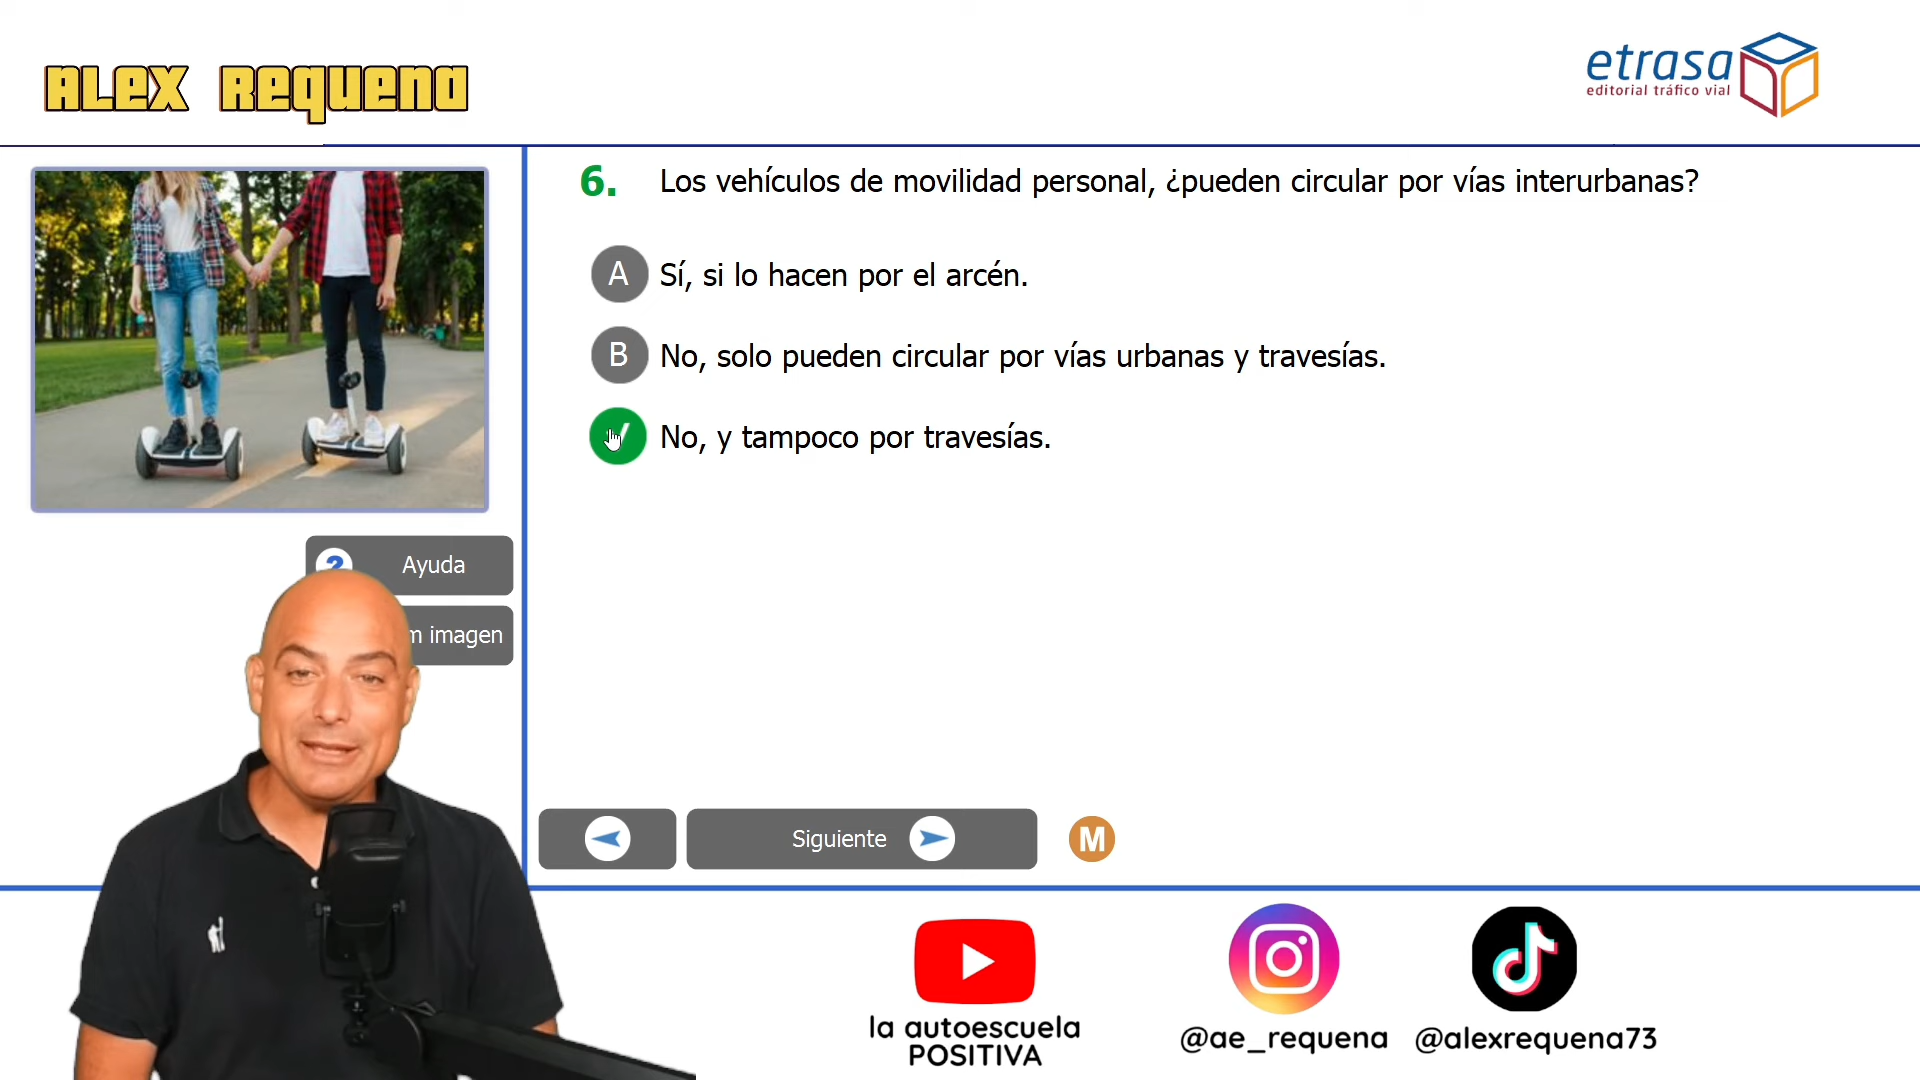 ALEX REQUENA
etrasa
editorial tráfico vial
6. Los vehículos de movilidad personal, ¿pueden circular por vías interurbanas?
A Sí, si lo hacen por el arcén.
B No, solo pueden circular por vías urbanas y travesías.
No, y tampoco por travesías.
? Ayuda
m imagen
Siguiente
M
la autoescuela
POSITIVA
@ae_requena
@alexrequena73